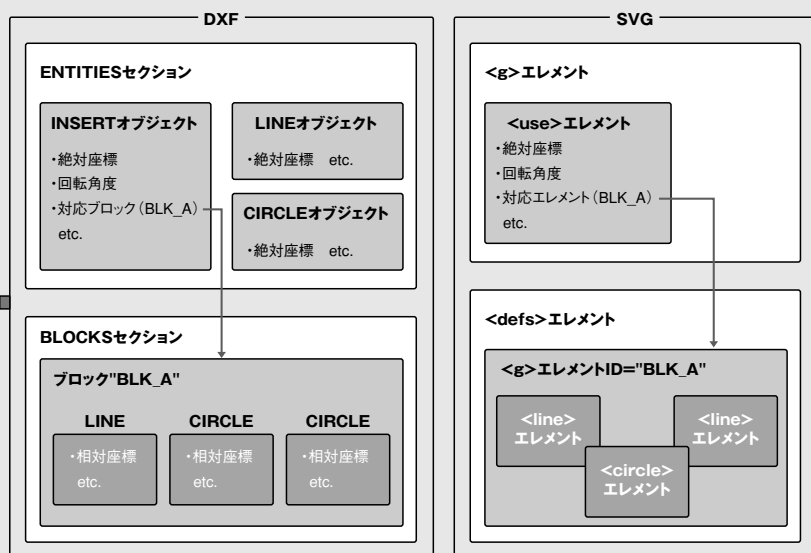 DXF
ENTITIESセクション
INSERTオブジェクト
・絶対座標
・回転角度
・対応ブロック（BLK_A）
etc.
LINEオブジェクト
・絶対座標　etc.
CIRCLEオブジェクト
・絶対座標　etc.
BLOCKSセクション
ブロック"BLK_A"
LINE
・相対座標
etc.
CIRCLE
・相対座標
etc.
CIRCLE
・相対座標
etc.
SVG
<g>エレメント
<use>エレメント
・絶対座標
・回転角度
・対応エレメント（BLK_A）
etc.
<defs>エレメント
<g>エレメントID="BLK_A"
<line>
エレメント
<line>
エレメント
<circle>
エレメント